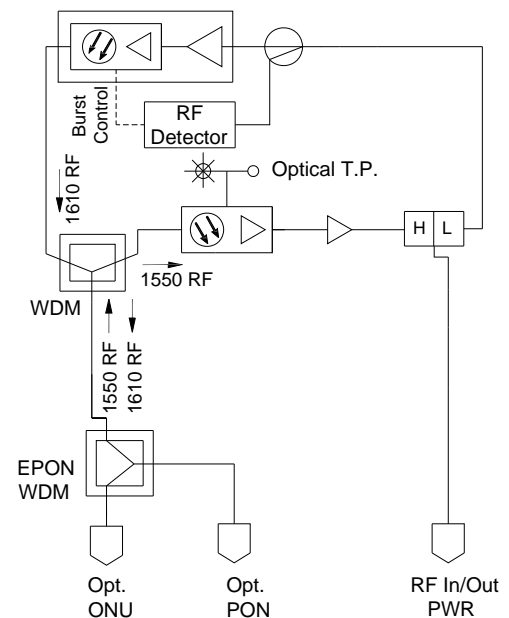 Burst
Control
RF
Detector
1610 RF
Optical T.P.
H L
1550 RF
WDM
1550 RF
1610 RF
EPON
WDM
Opt.
ONU
Opt.
PON
RF In/Out
PWR